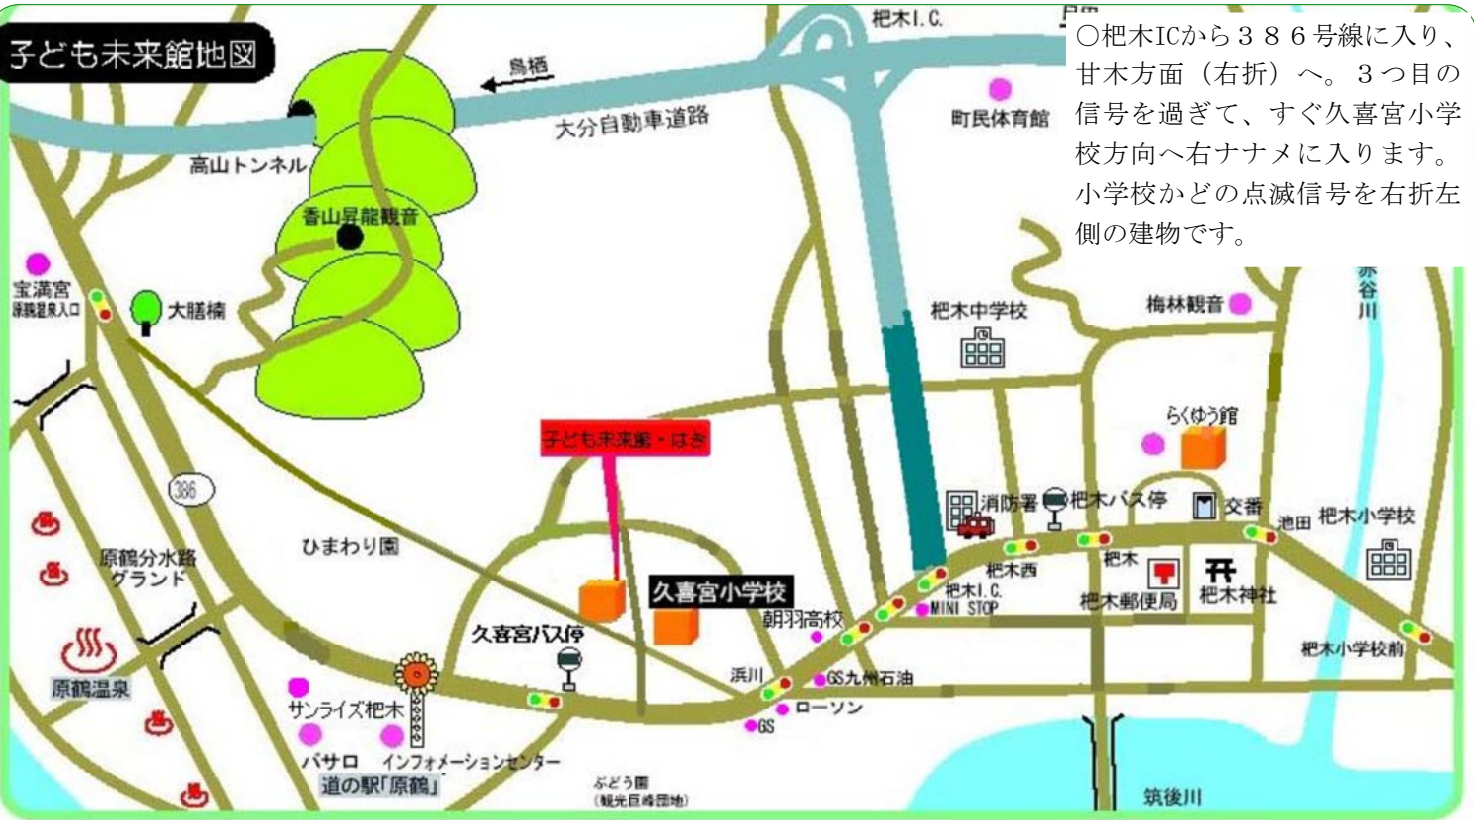 子ども未来館地図
杷木I.C.
○杷木ICから３８６号線に入り、
甘木方面（右折）へ。３つ目の
信号を過ぎて、すぐ久喜宮小学
校方向へ右ナナメに入ります。
小学校かどの点滅信号を右折左
側の建物です。
鳥栖
大分自動車道路
町民体育館
高山トンネル
香山昇龍観音
宝満宮
原鶴温泉入口
大膳楠
杷木中学校
梅林観音
赤谷川
らくゆう館
子ども未来館・はき
386
消防署
杷木バス停
交番
池田
杷木小学校
ひまわり園
原鶴分水路
グランド
杷木西
杷木
杷木I.C.
MINI STOP
杷木郵便局
杷木神社
久喜宮小学校
朝羽高校
久喜宮バス停
杷木小学校前
浜川
GS九州石油
ローソン
GS
原鶴温泉
サンライズ杷木
バサロ
インフォメーションセンター
道の駅「原鶴」
ぶどう園
(観光巨峰団地)
筑後川